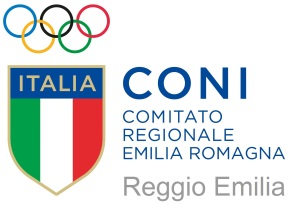 ITALIA
CONI
COMITATO
REGIONALE
EMILIA ROMAGNA
Reggio Emilia